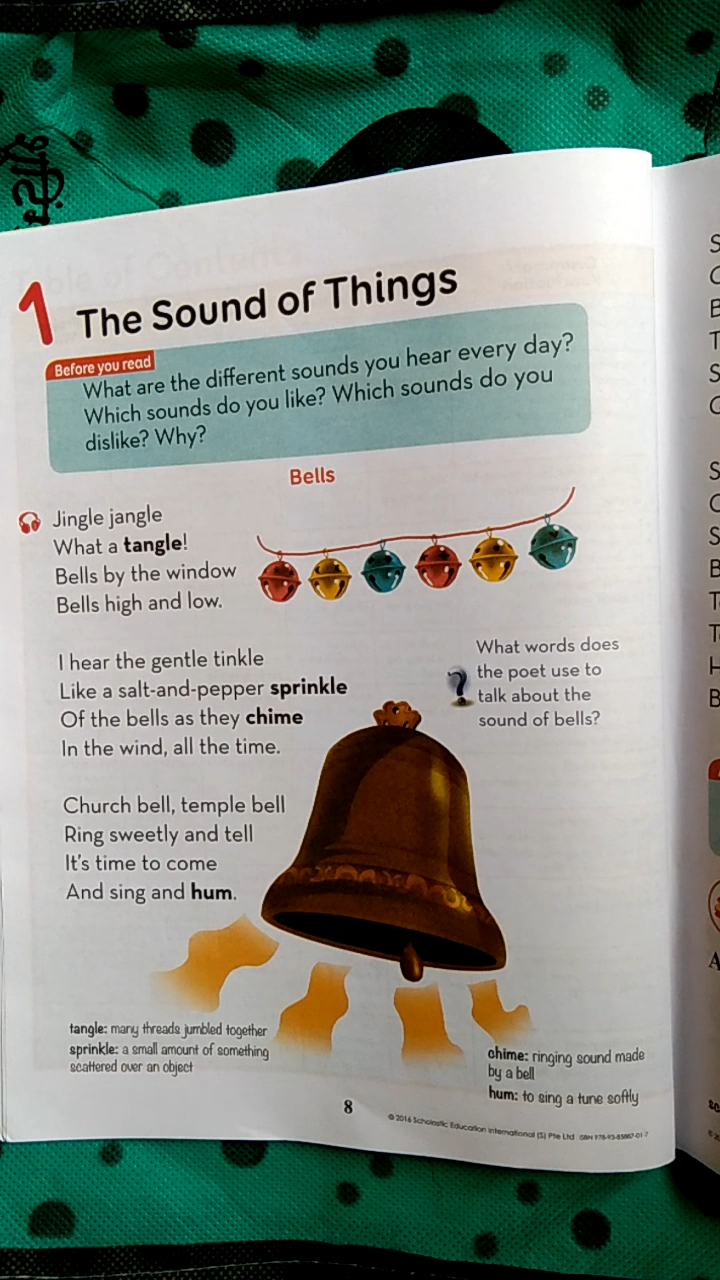 1 The Sound of Things
Before you read
What are the different sounds you hear every day?
Which sounds do you like? Which sounds do you
dislike? Why?
Bells
Jingle jangle
What a tangle!
Bells by the window
Bells high and low.
I hear the gentle tinkle
Like a salt-and-pepper sprinkle
Of the bells as they chime
In the wind, all the time.
What words does
the poet use to
talk about the
sound of bells?
Church bell, temple bell
Ring sweetly and tell
It's time to come
And sing and hum.
tangle: many threads jumbled together
sprinkle: a small amount of something
scattered over an object
chime: ringing sound made
by a bell
hum: to sing a tune softly
8
© 2016 Scholastic Education International (S) Pte Ltd